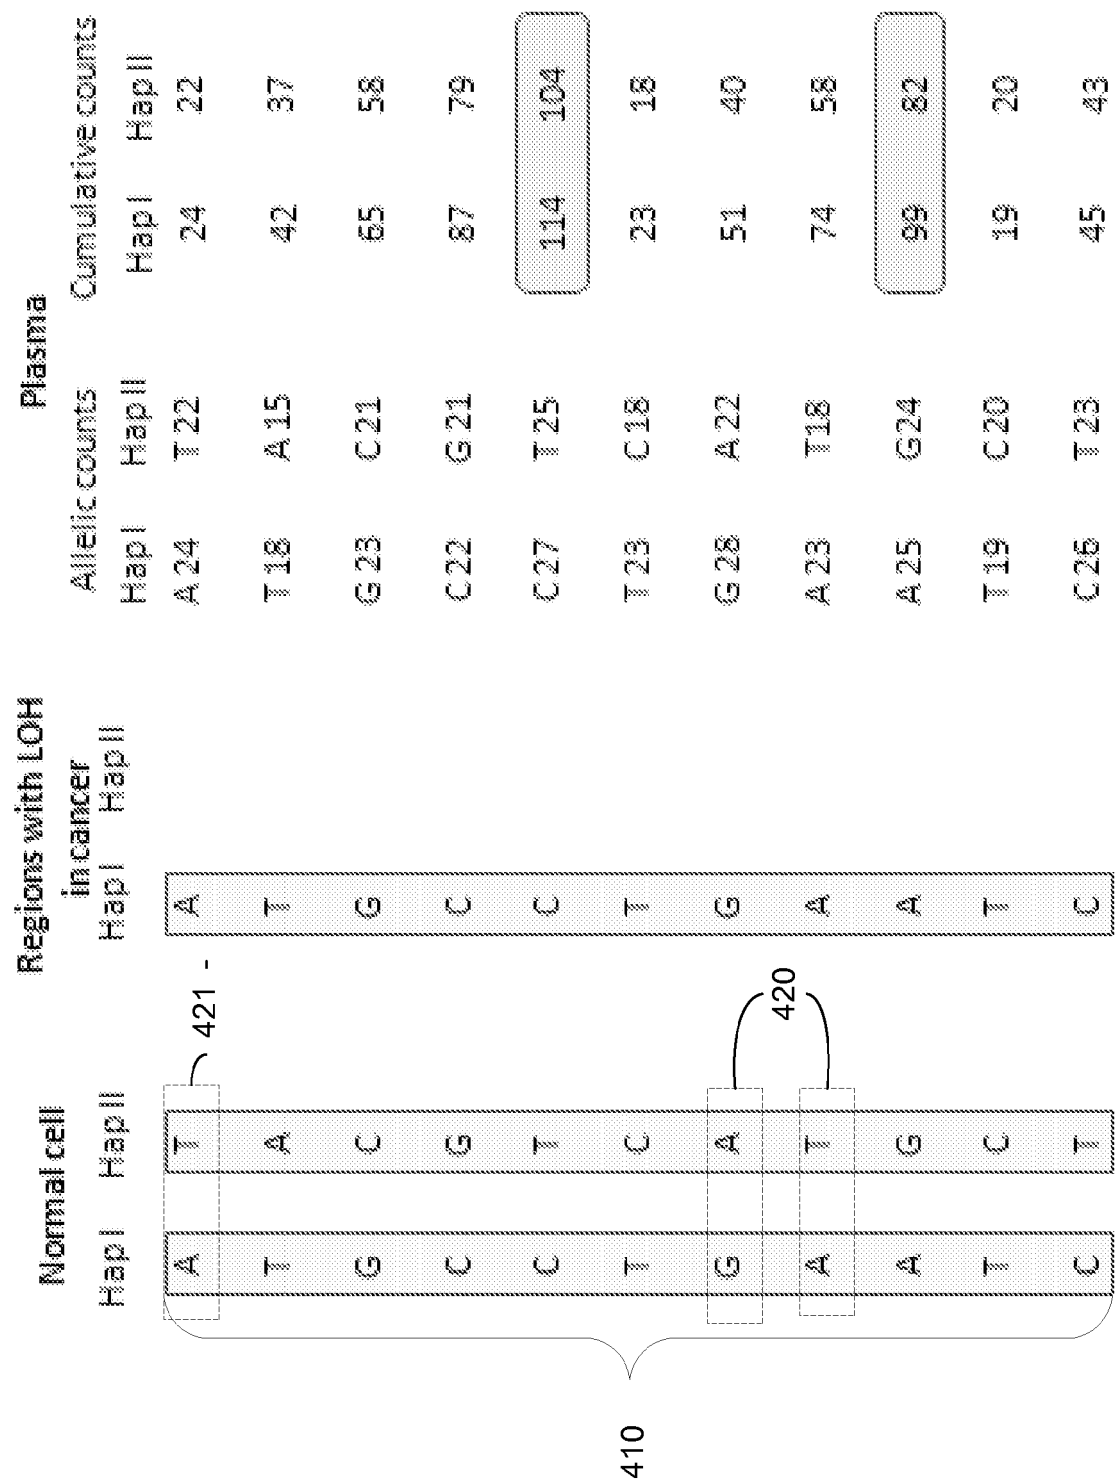 Normal cell Regions with LOH in cancer Plasma
Allelic counts Cumulative counts
Hap I Hap II Hap I Hap II Hap I Hap II Hap I Hap II
A T A A 24 T 22 24 22
T A T T 18 A 15 42 37
G C G G 23 C 21 65 58
C G C C 22 G 21 87 79
C T C C 27 T 25 114 104
T C T T 23 C 18 23 18
G A G G 28 A 22 51 40
A T A A 23 T 18 74 58
A G A A 25 G 24 99 82
T C T T 19 C 20 19 20
C T C C 26 T 23 45 43
421 -
420
410